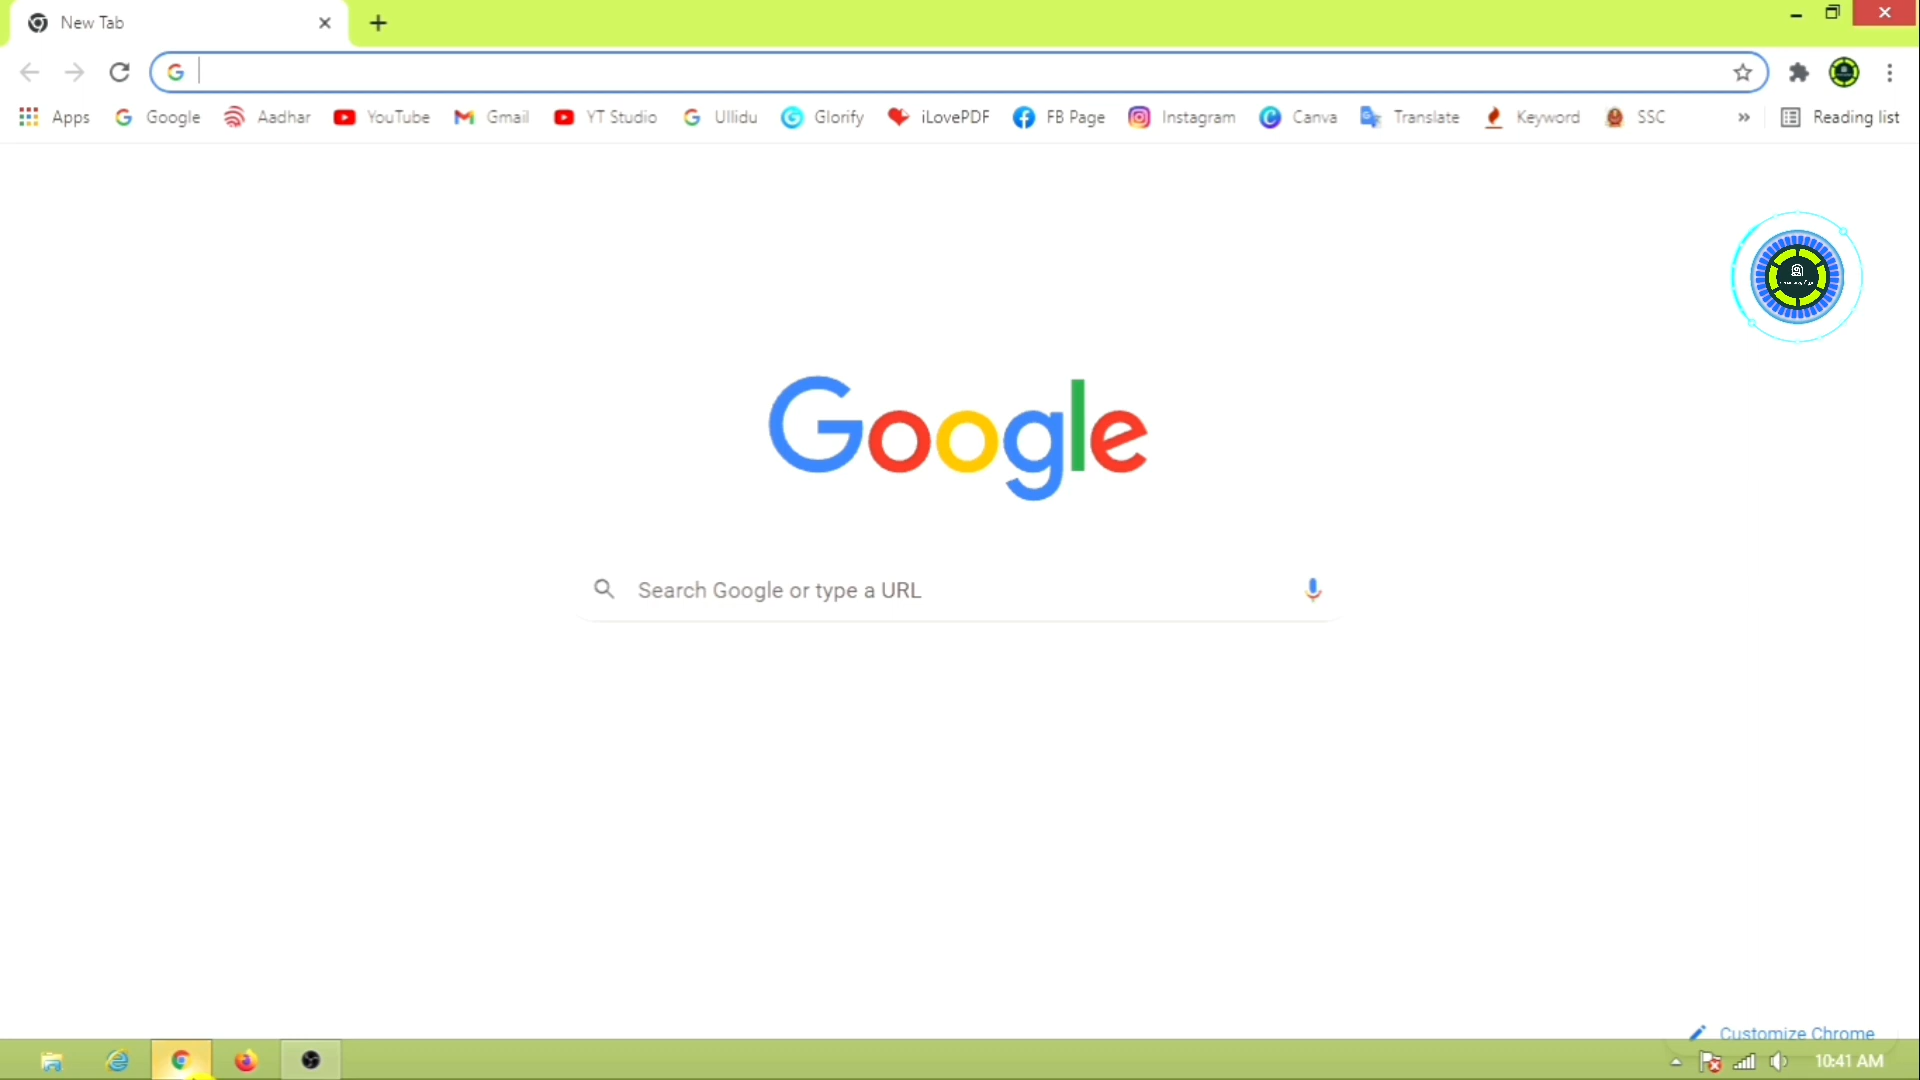 New Tab
Apps Google Aadhar YouTube Gmail YT Studio Ullidu Glorify iLovePDF FB Page Instagram Canva Translate Keyword SSC » Reading list
Google
Search Google or type a URL
Customize Chrome
10:41 AM